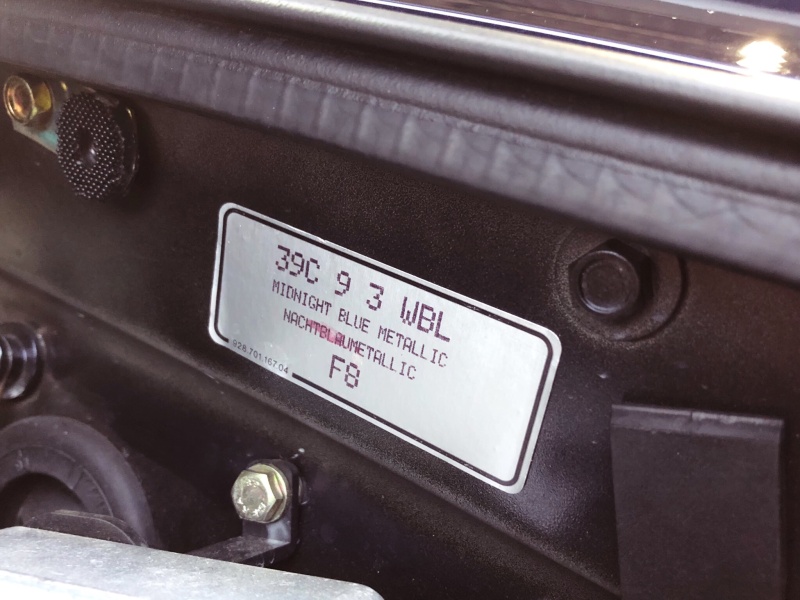 39C 9 3 WBL
MIDNIGHT BLUE METALLIC
NACHTBLAUMETALLIC
F8
928.701.167.04